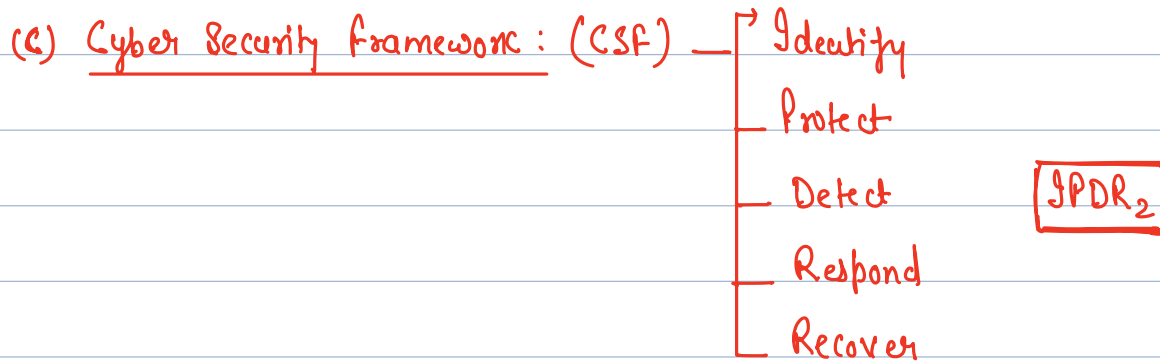 (C) Cyber Security Framework : (CSF)
Identify
Protect
Detect
IPDR2
Respond
Recover